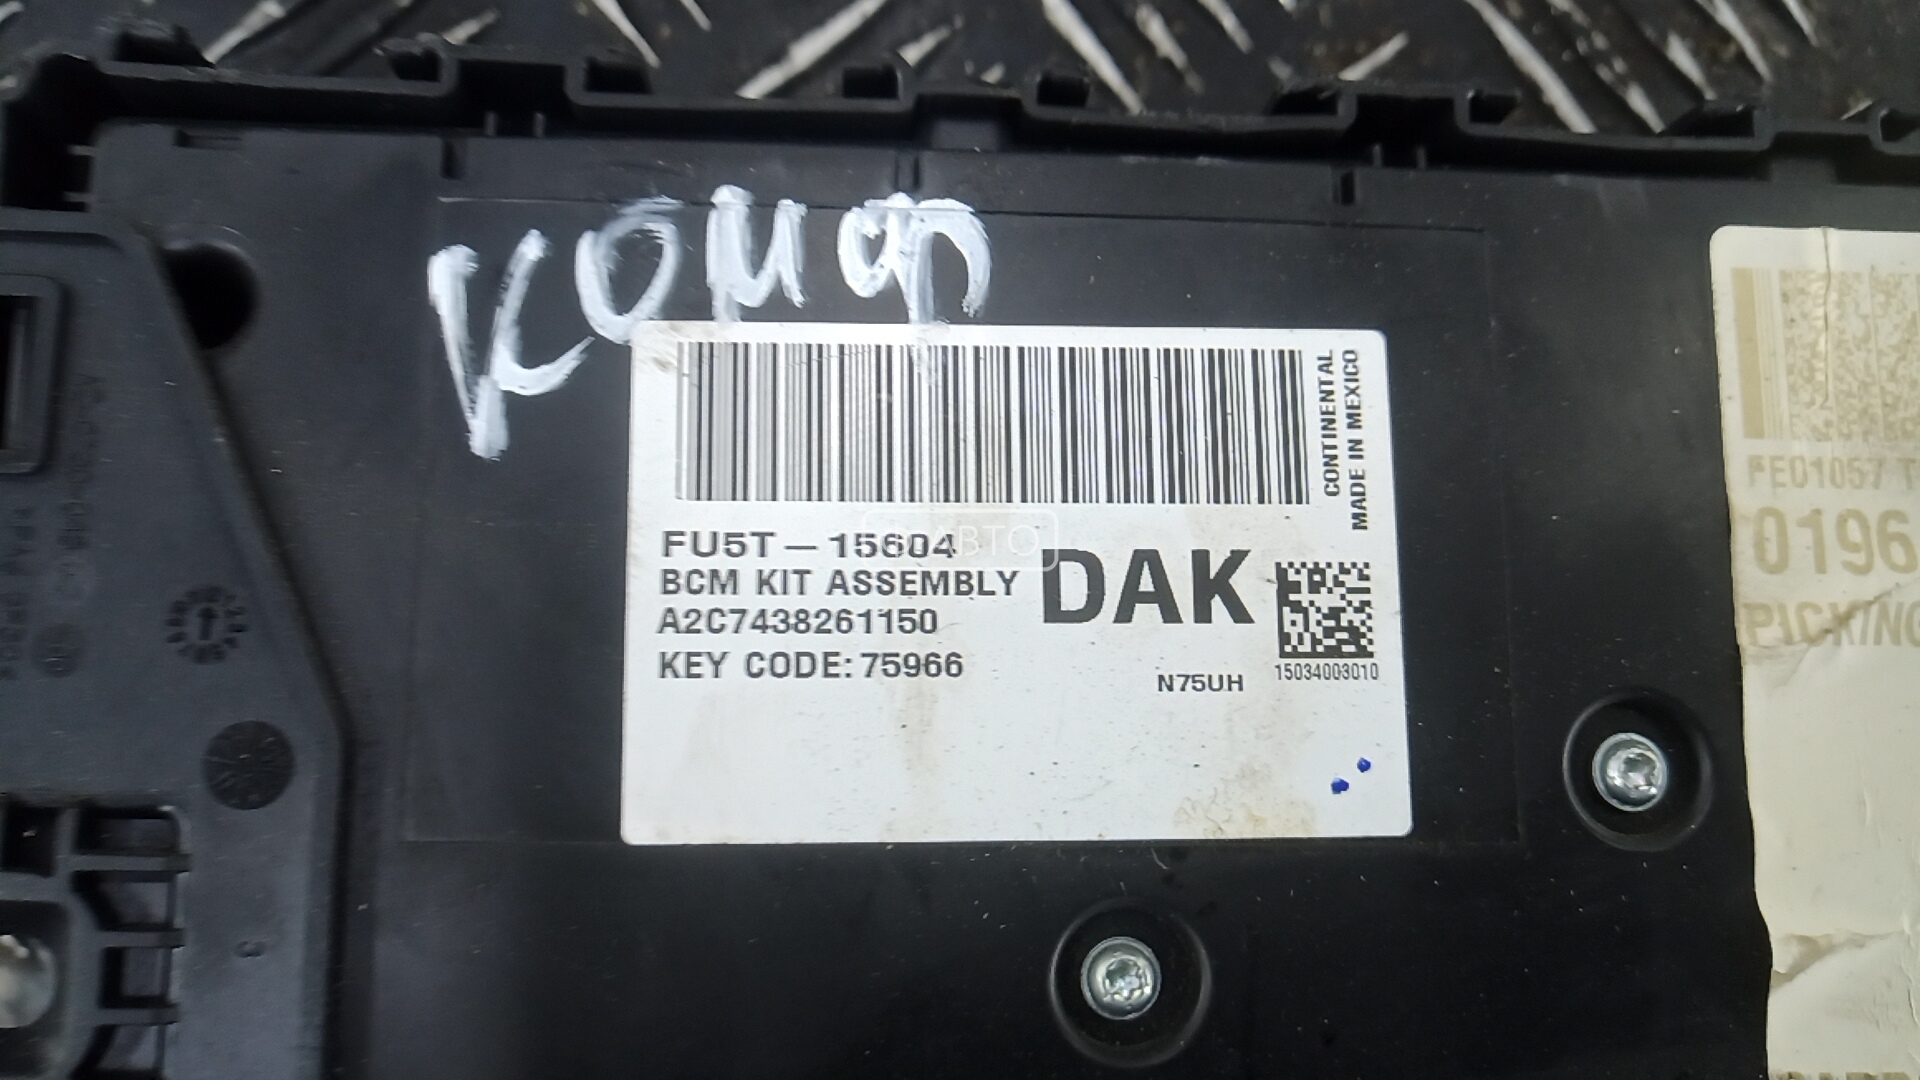 комф
CONTINENTAL
MADE IN MEXICO
FU5T-15604
BCM KIT ASSEMBLY
DAK
A2C7438261150
KEY CODE: 75966
N75UH
15034003010
FE01057
0196
PICKING
3